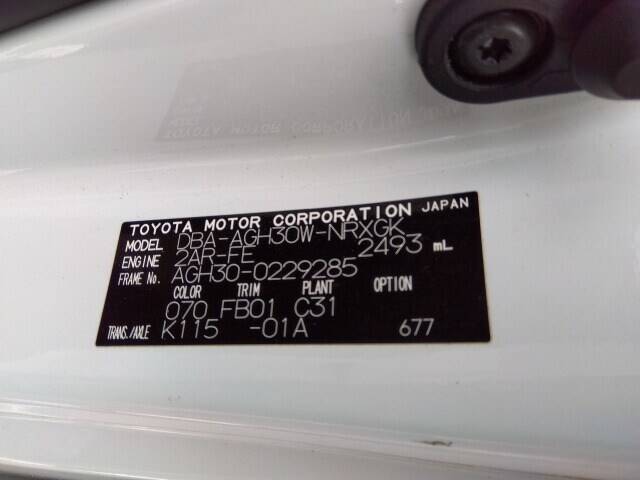 TOYOTA MOTOR CORPORATION JAPAN
MODEL DBA-AGH30W-NRXGK
ENGINE 2AR-FE 2493 mL
FRAME No. AGH30-0229285
COLOR TRIM PLANT OPTION
070 FB01 C31
TRANS./AXLE K115 -01A 677